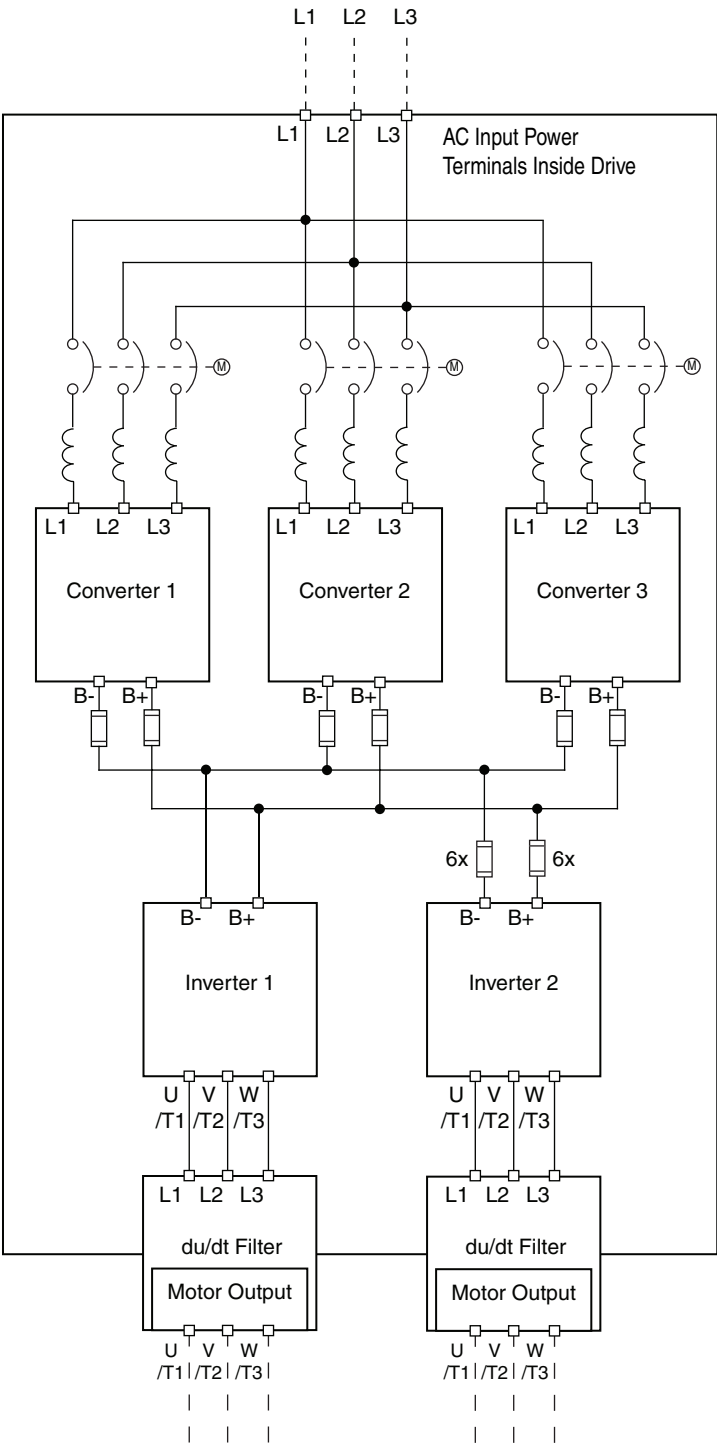 L1 L2 L3
L1 L2 L3
AC Input Power
Terminals Inside Drive
M M M
L1 L2 L3 L1 L2 L3 L1 L2 L3
Converter 1 Converter 2 Converter 3
B- B+ B- B+ B- B+
6x 6x
B- B+ B- B+
Inverter 1 Inverter 2
U V W U V W
/T1 /T2 /T3 /T1 /T2 /T3
L1 L2 L3 L1 L2 L3
du/dt Filter du/dt Filter
Motor Output Motor Output
U V W U V W
/T1 /T2 /T3 /T1 /T2 /T3